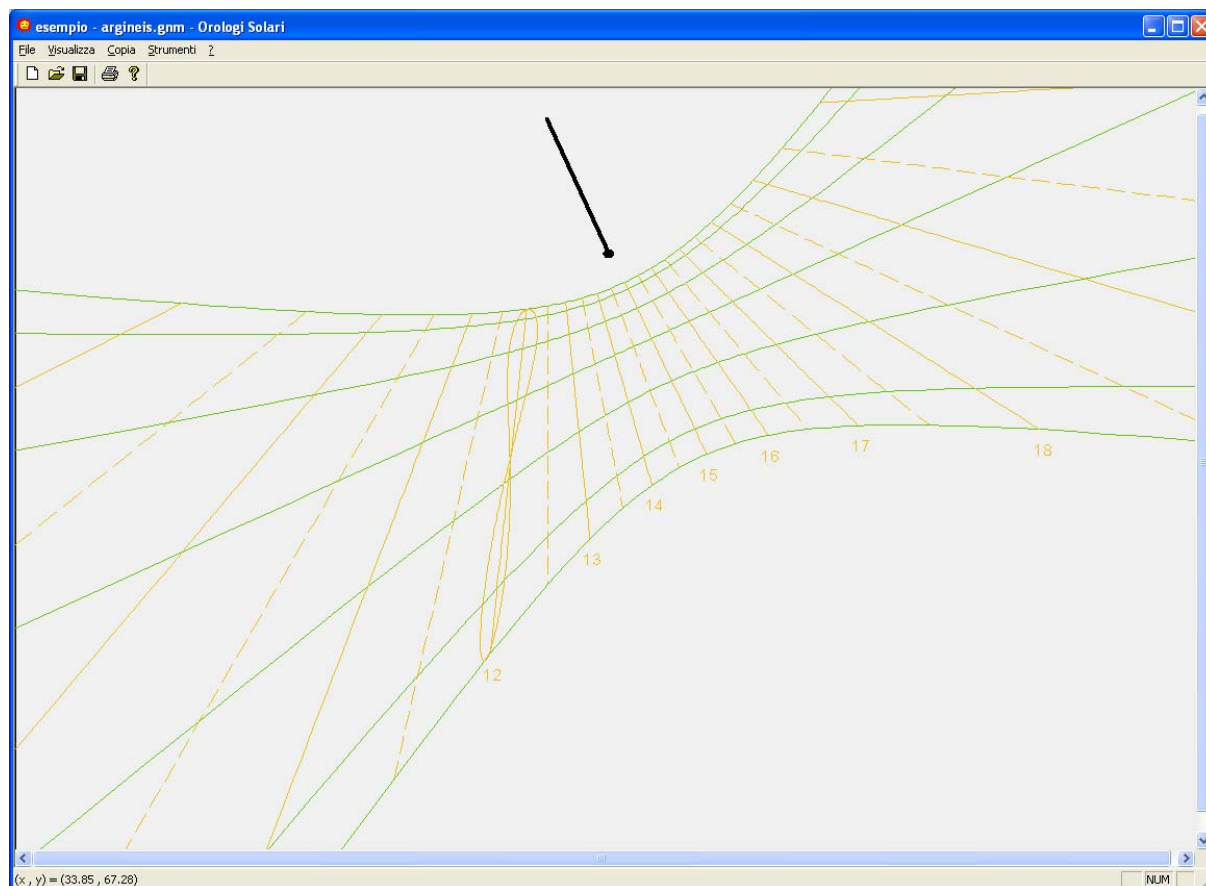 esempio - argineis.gnm - Orologi Solari
File Visualizza Copia Strumenti ?
18
17
16
15
14
13
12
(x , y) = (33.85 , 67.28)
NUM